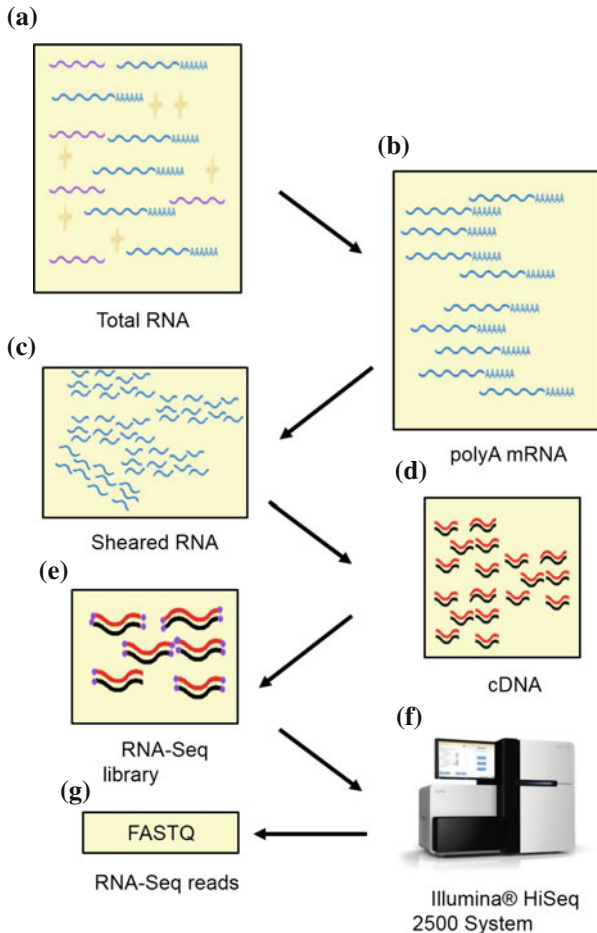 (a)
Total RNA
(b)
polyA mRNA
(c)
Sheared RNA
(d)
cDNA
(e)
RNA-Seq
library
(f)
Illumina® HiSeq
2500 System
(g)
FASTQ
RNA-Seq reads